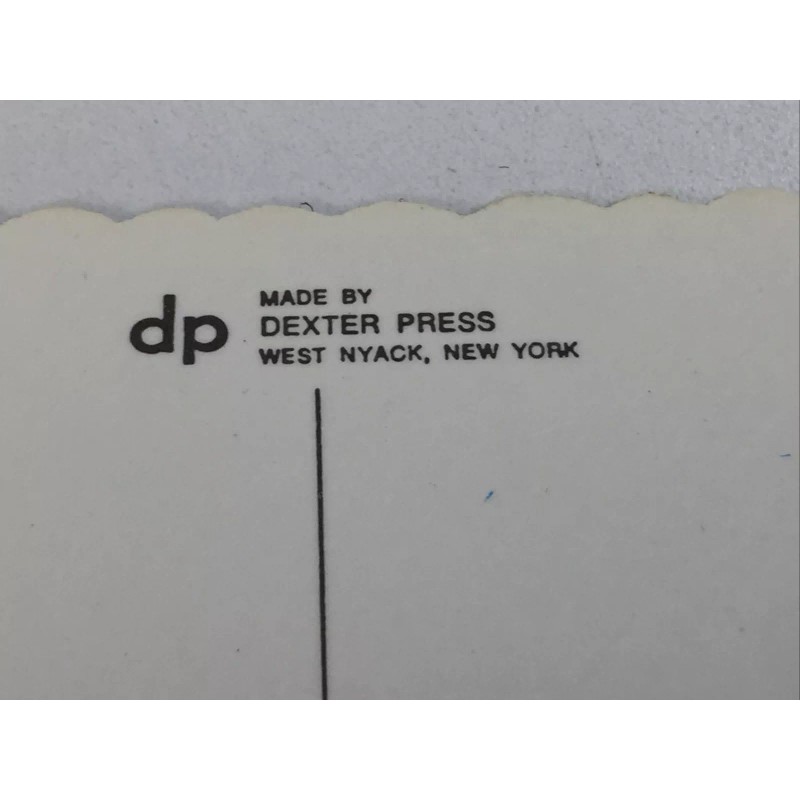 dp
MADE BY
DEXTER PRESS
WEST NYACK, NEW YORK